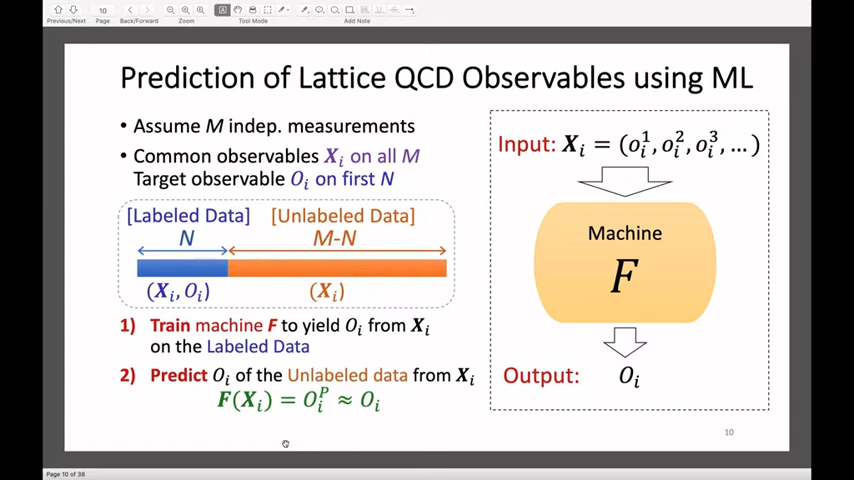 10
Previous/Next
Page
Back/Forward
Zoom
Tool Mode
Add Note
Prediction of Lattice QCD Observables using ML
• Assume M indep. measurements
• Common observables Xᵢ on all M
Target observable Oᵢ on first N
[Labeled Data] [Unlabeled Data]
N M-N
(Xᵢ, Oᵢ) (Xᵢ)
1) Train machine F to yield Oᵢ from Xᵢ
on the Labeled Data
2) Predict Oᵢ of the Unlabeled data from Xᵢ
F(Xᵢ) = Oᵢᴾ ≈ Oᵢ
Input: Xᵢ = (oᵢ¹, oᵢ², oᵢ³, …)
Machine
F
Output: Oᵢ
10
Page 10 of 38